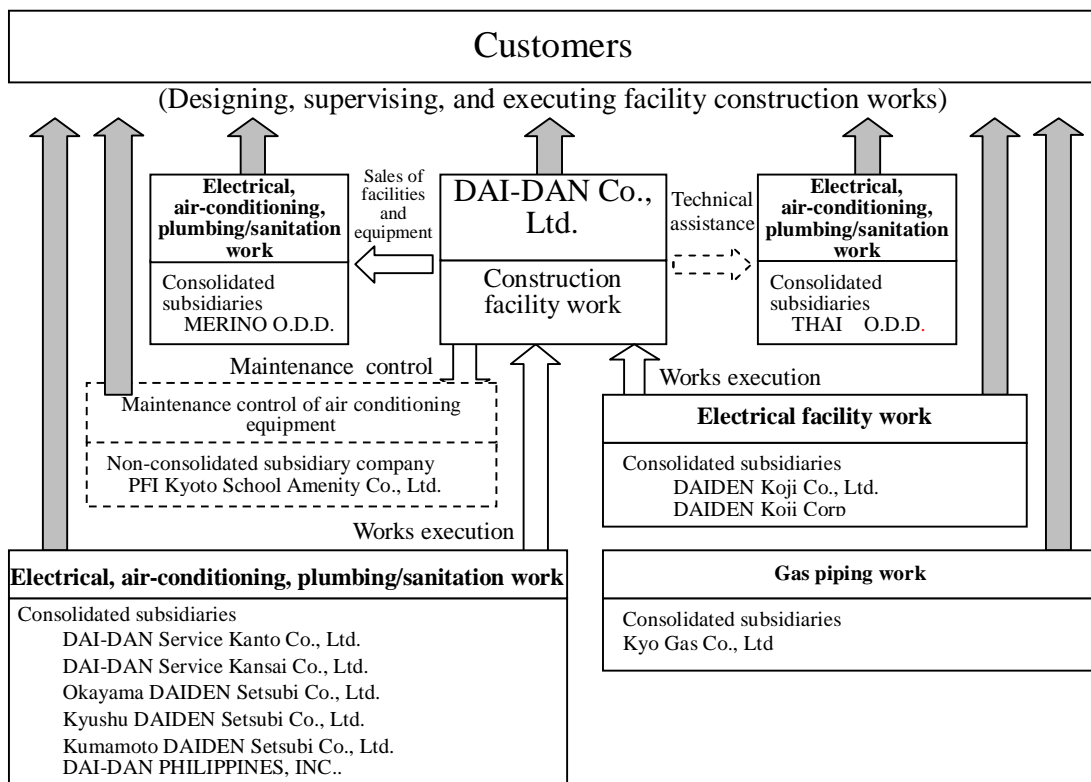 Customers
(Designing, supervising, and executing facility construction works)
Electrical,
air-conditioning,
plumbing/sanitation
work
Consolidated
subsidiaries
MERINO O.D.D.
Sales of
facilities
and
equipment
DAI-DAN Co.,
Ltd.
Construction
facility work
Technical
assistance
Electrical,
air-conditioning,
plumbing/sanitation
work
Consolidated
subsidiaries
THAI O.D.D.
Maintenance control
Maintenance control of air conditioning
equipment
Non-consolidated subsidiary company
PFI Kyoto School Amenity Co., Ltd.
Works execution
Electrical facility work
Consolidated subsidiaries
DAIDEN Koji Co., Ltd.
DAIDEN Koji Corp
Works execution
Electrical, air-conditioning, plumbing/sanitation work
Consolidated subsidiaries
DAI-DAN Service Kanto Co., Ltd.
DAI-DAN Service Kansai Co., Ltd.
Okayama DAIDEN Setsubi Co., Ltd.
Kyushu DAIDEN Setsubi Co., Ltd.
Kumamoto DAIDEN Setsubi Co., Ltd.
DAI-DAN PHILIPPINES, INC..
Gas piping work
Consolidated subsidiaries
Kyo Gas Co., Ltd